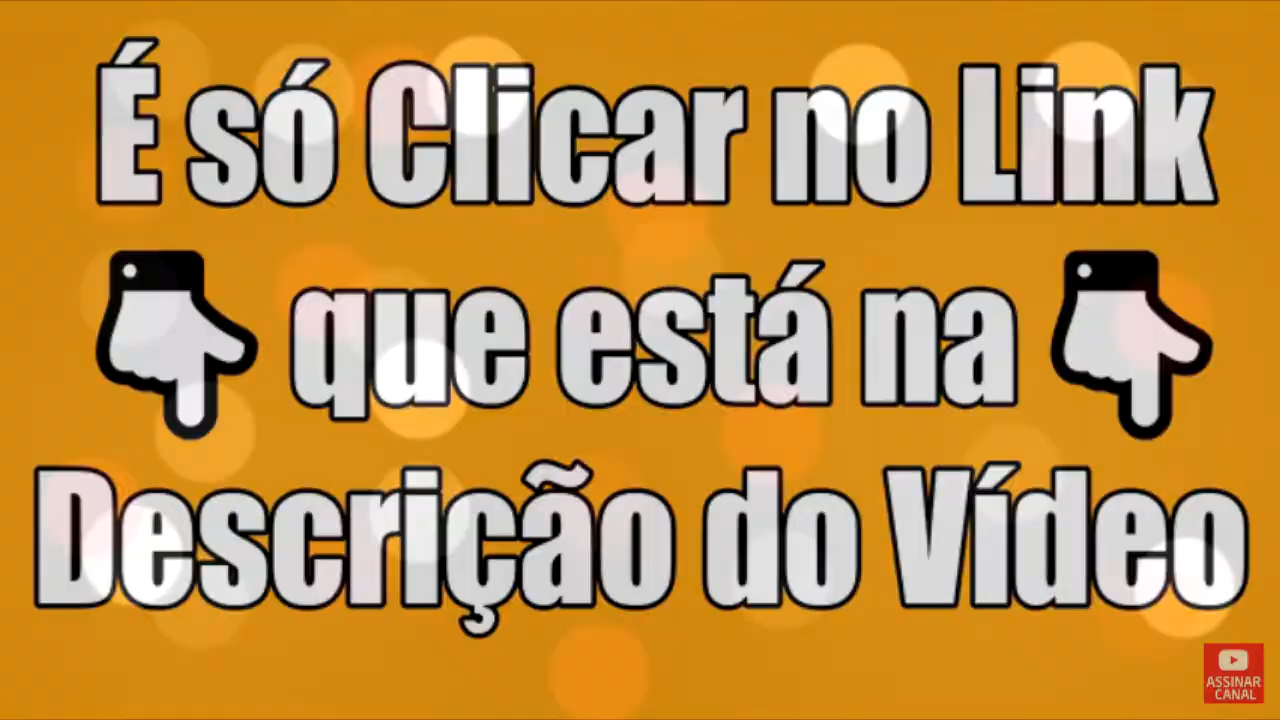 É só Clicar no Link
que está na
Descrição do Vídeo
ASSINAR
CANAL